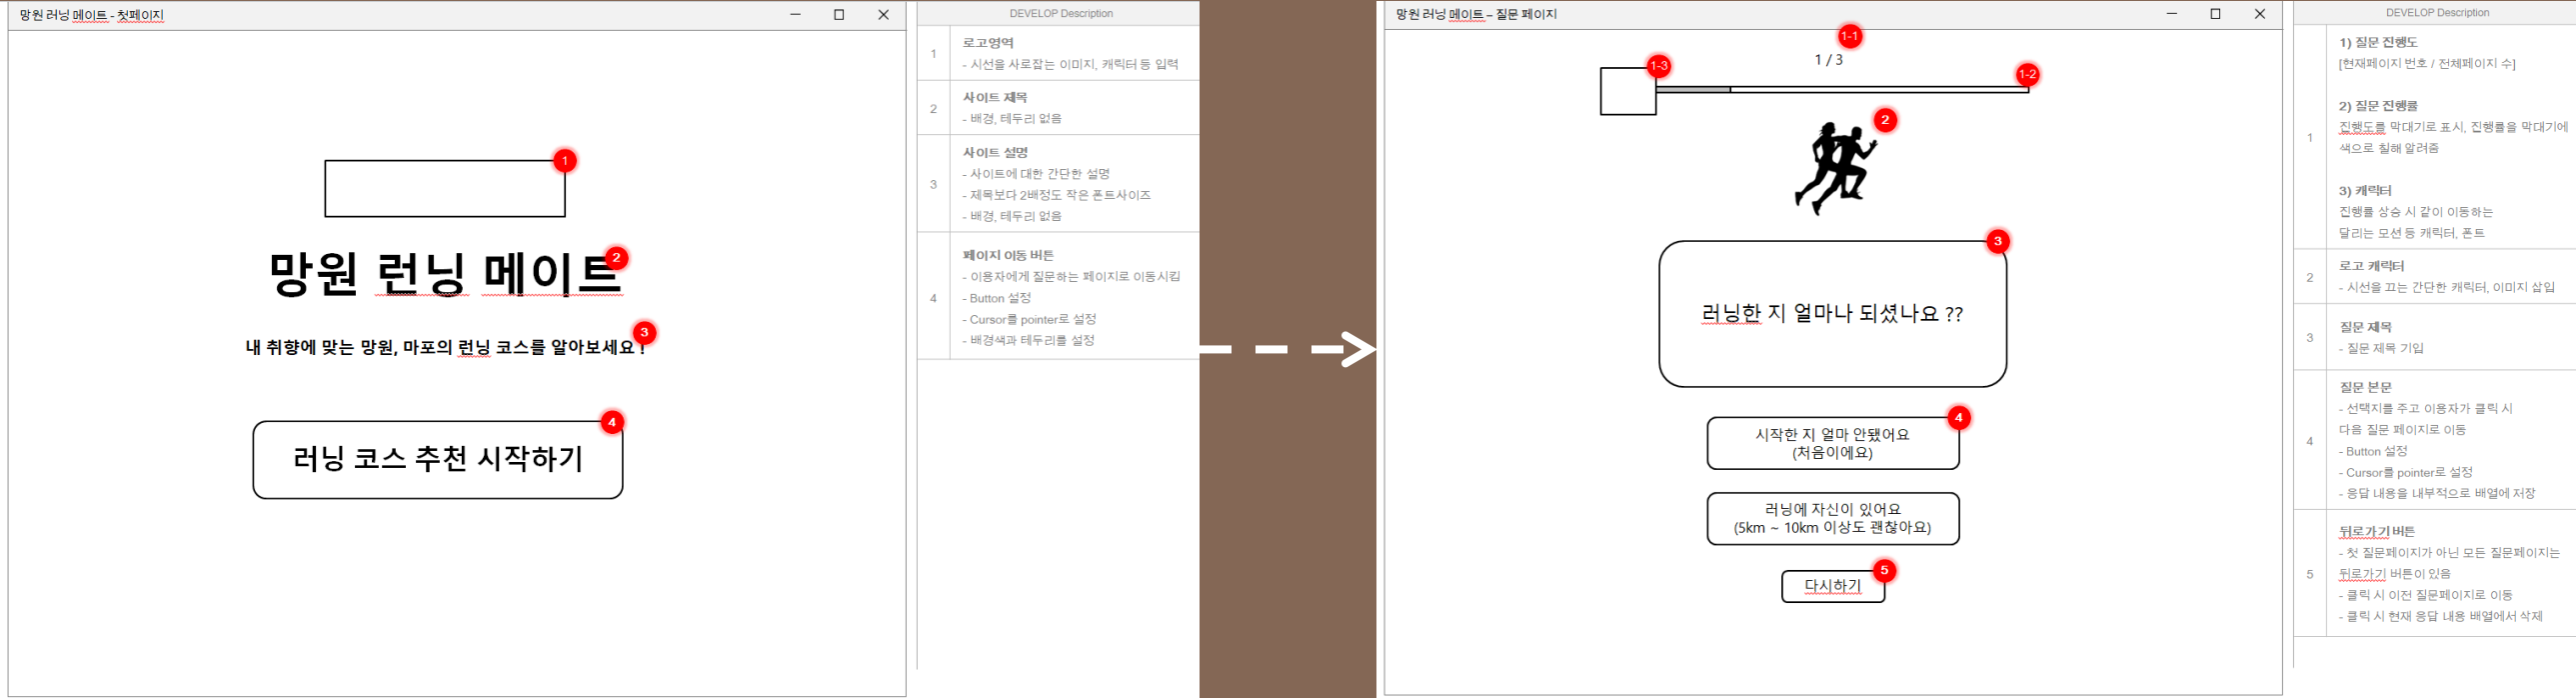 망원 러닝 메이트 - 첫페이지
1
망원 러닝 메이트
2
내 취향에 맞는 망원, 마포의 런닝 코스를 알아보세요 !
3
러닝 코스 추천 시작하기
4
DEVELOP Description
1
로고영역
- 시선을 사로잡는 이미지, 캐릭터 등 입력
2
사이트 제목
- 배경, 테두리 없음
3
사이트 설명
- 사이트에 대한 간단한 설명
- 제목보다 2배정도 작은 폰트사이즈
- 배경, 테두리 없음
4
페이지 이동 버튼
- 이용자에게 질문하는 페이지로 이동시킴
- Button 설정
- Cursor를 pointer로 설정
- 배경색과 테두리를 설정
망원 러닝 메이트 – 질문 페이지
1-1
1 / 3
1-3
1-2
2
3
러닝한 지 얼마나 되셨나요 ??
4
시작한 지 얼마 안됐어요
(처음이에요)
러닝에 자신이 있어요
(5km ~ 10km 이상도 괜찮아요)
5
다시하기
DEVELOP Description
1
1) 질문 진행도
[현재페이지 번호 / 전체페이지 수]
2) 질문 진행률
진행도를 막대기로 표시, 진행률을 막대기에
색으로 칠해 알려줌
3) 캐릭터
진행률 상승 시 같이 이동하는
달리는 모션 등 캐릭터, 폰트
2
로고 캐릭터
- 시선을 끄는 간단한 캐릭터, 이미지 삽입
3
질문 제목
- 질문 제목 기입
4
질문 본문
- 선택지를 주고 이용자가 클릭 시
다음 질문 페이지로 이동
- Button 설정
- Cursor를 pointer로 설정
- 응답 내용을 내부적으로 배열에 저장
5
뒤로가기 버튼
- 첫 질문페이지가 아닌 모든 질문페이지는
뒤로가기 버튼이 있음
- 클릭 시 이전 질문페이지로 이동
- 클릭 시 현재 응답 내용 배열에서 삭제